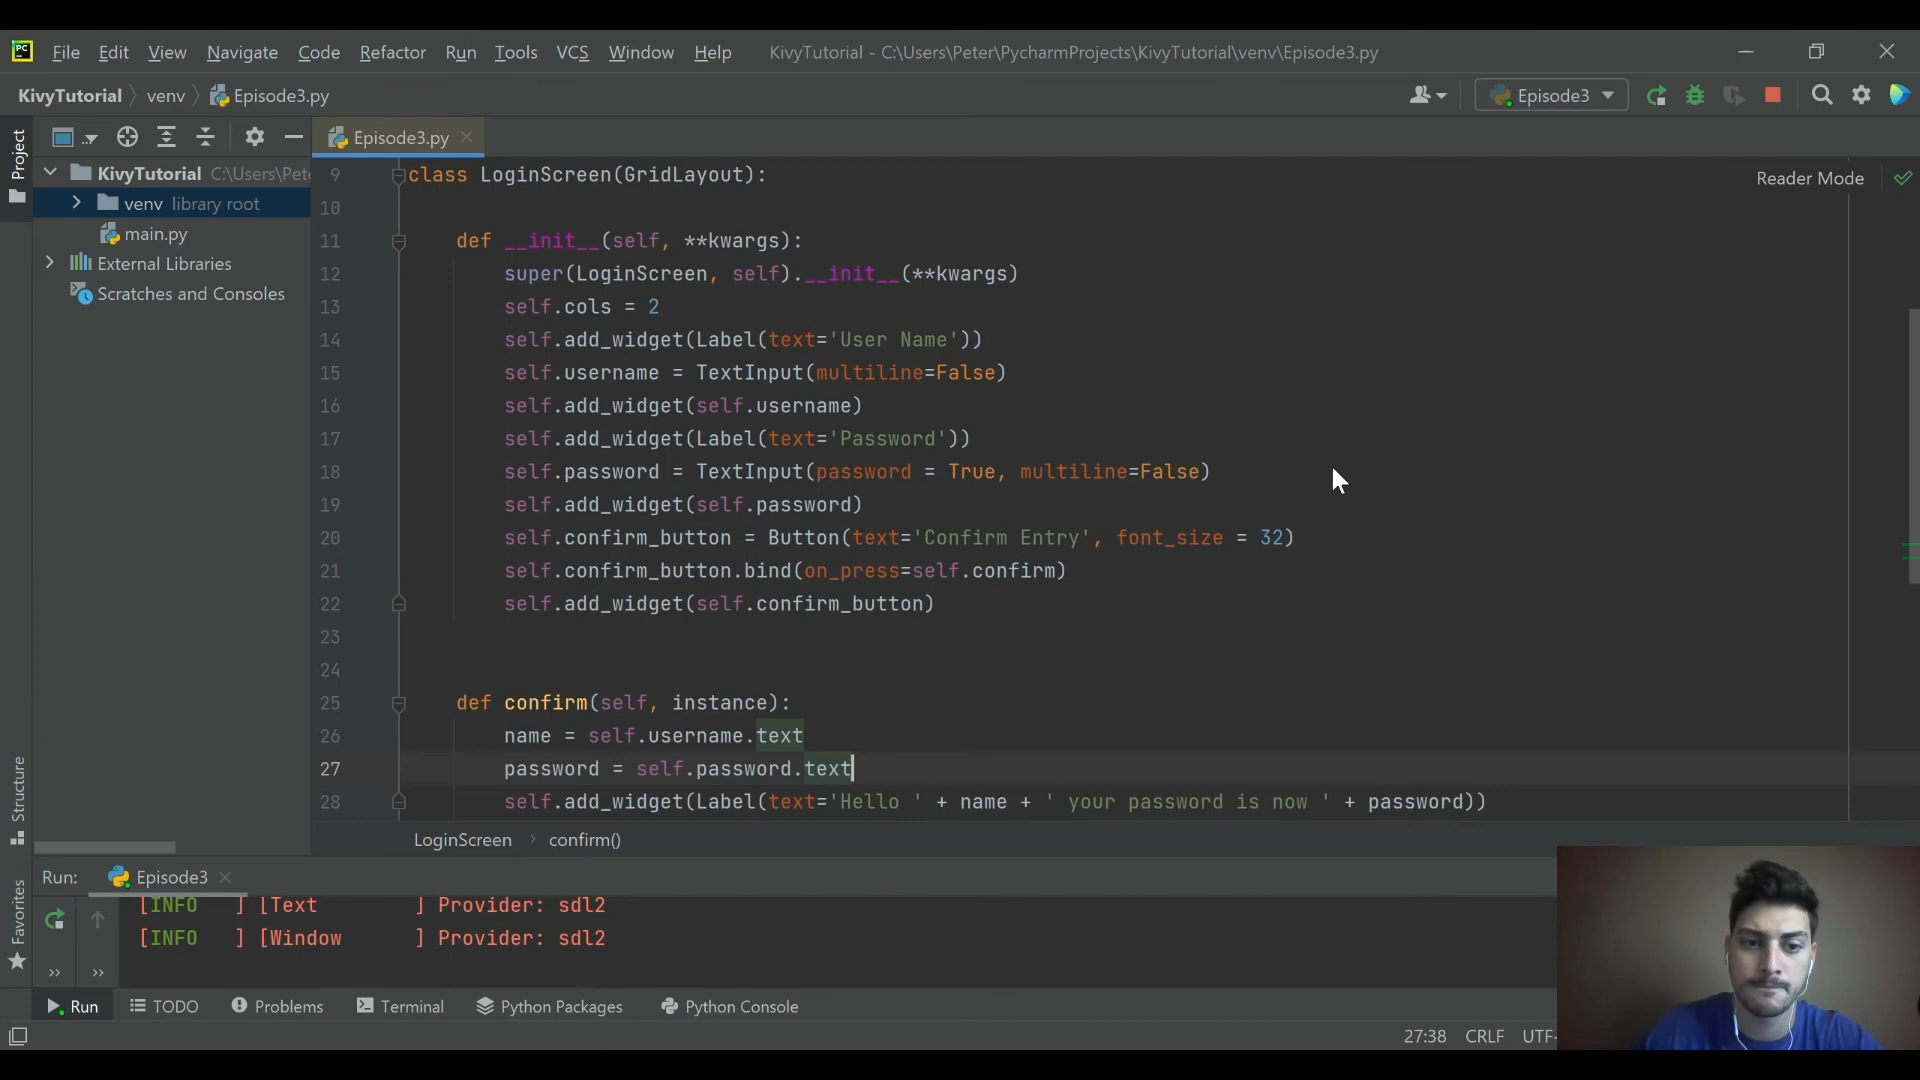 PC File Edit View Navigate Code Refactor Run Tools VCS Window Help KivyTutorial - C:\Users\Peter\PycharmProjects\KivyTutorial\venv\Episode3.py
KivyTutorial venv Episode3.py Episode3
Project
Episode3.py
KivyTutorial C:\Users\Pete
venv library root
main.py
External Libraries
Scratches and Consoles
Reader Mode
9 class LoginScreen(GridLayout):
10
11 def __init__(self, **kwargs):
12 super(LoginScreen, self).__init__(**kwargs)
13 self.cols = 2
14 self.add_widget(Label(text='User Name'))
15 self.username = TextInput(multiline=False)
16 self.add_widget(self.username)
17 self.add_widget(Label(text='Password'))
18 self.password = TextInput(password = True, multiline=False)
19 self.add_widget(self.password)
20 self.confirm_button = Button(text='Confirm Entry', font_size = 32)
21 self.confirm_button.bind(on_press=self.confirm)
22 self.add_widget(self.confirm_button)
23
24
25 def confirm(self, instance):
26 name = self.username.text
27 password = self.password.text
28 self.add_widget(Label(text='Hello ' + name + ' your password is now ' + password))
LoginScreen confirm()
Structure
Favorites
Run: Episode3
[INFO ] [Text ] Provider: sdl2
[INFO ] [Window ] Provider: sdl2
Run TODO Problems Terminal Python Packages Python Console
27:38 CRLF UTF-